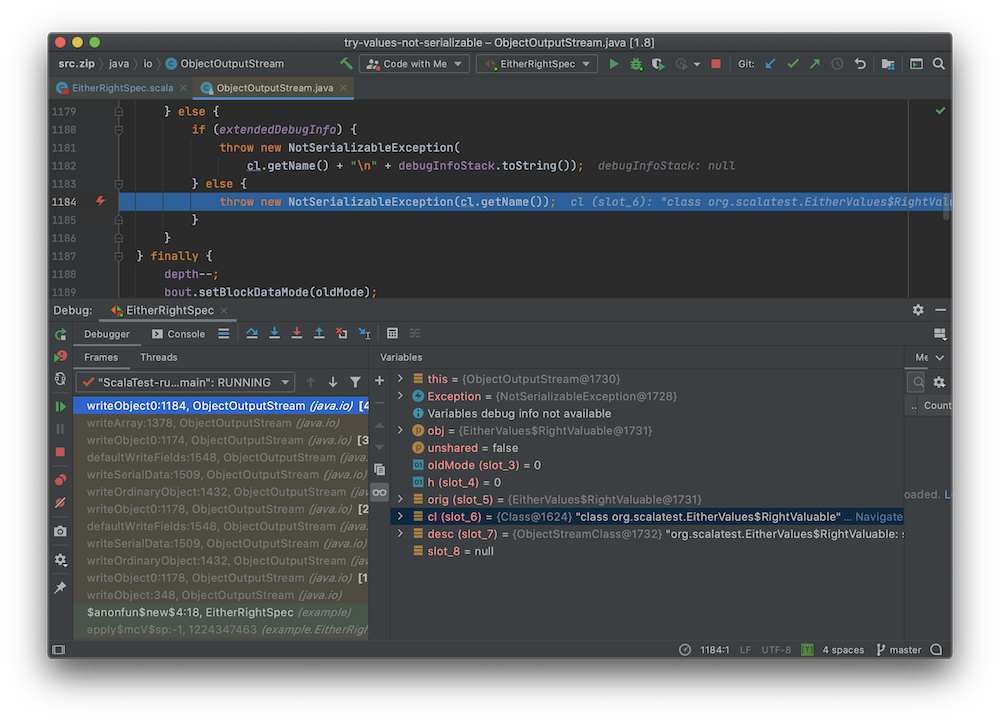 try-values-not-serializable – ObjectOutputStream.java [1.8]
src.zip java io ObjectOutputStream Code with Me EitherRightSpec Git:
EitherRightSpec.scala ObjectOutputStream.java
1179 } else {
1180 if (extendedDebugInfo) {
1181 throw new NotSerializableException(
1182 cl.getName() + "\n" + debugInfoStack.toString()); debugInfoStack: null
1183 } else {
1184 throw new NotSerializableException(cl.getName()); cl (slot_6): "class org.scalatest.EitherValues$RightValu
1185 }
1186 }
1187 } finally {
1188 depth--;
1189 bout.setBlockDataMode(oldMode);
Debug: EitherRightSpec
Debugger Console
Frames Threads
"ScalaTest-ru...main": RUNNING
writeObject0:1184, ObjectOutputStream (java.io) [4
writeArray:1378, ObjectOutputStream (java.io)
writeObject0:1174, ObjectOutputStream (java.io) [3
defaultWriteFields:1548, ObjectOutputStream (java.io)
writeSerialData:1509, ObjectOutputStream (java.io)
writeOrdinaryObject:1432, ObjectOutputStream (java.io)
writeObject0:1178, ObjectOutputStream (java.io) [2
defaultWriteFields:1548, ObjectOutputStream (java.io)
writeSerialData:1509, ObjectOutputStream (java.io)
writeOrdinaryObject:1432, ObjectOutputStream (java.io)
writeObject0:1178, ObjectOutputStream (java.io) [1
writeObject:348, ObjectOutputStream (java.io)
$anonfun$new$4:18, EitherRightSpec (example)
apply$mcV$sp:-1, 1224347463 (example.EitherRigh
Variables
this = {ObjectOutputStream@1730}
Exception = {NotSerializableException@1728}
Variables debug info not available
obj = {EitherValues$RightValuable@1731}
unshared = false
oldMode (slot_3) = 0
h (slot_4) = 0
orig (slot_5) = {EitherValues$RightValuable@1731}
cl (slot_6) = {Class@1624} "class org.scalatest.EitherValues$RightValuable" ... Navigate
desc (slot_7) = {ObjectStreamClass@1732} "org.scalatest.EitherValues$RightValuable: s
slot_8 = null
Me
.. Count
oaded. L
1184:1 LF UTF-8 4 spaces master